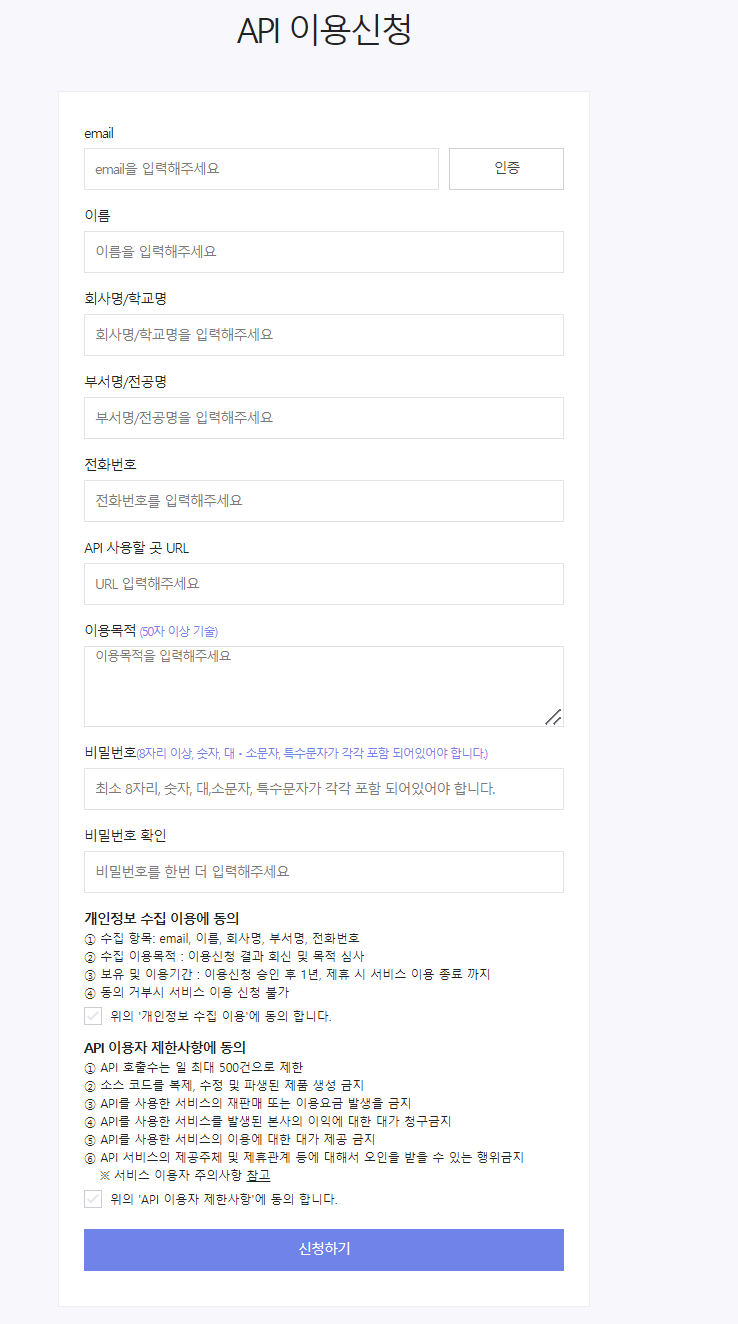 API 이용신청
email
email을 입력해주세요
인증
이름
이름을 입력해주세요
회사명/학교명
회사명/학교명을 입력해주세요
부서명/전공명
부서명/전공명을 입력해주세요
전화번호
전화번호를 입력해주세요
API 사용할 곳 URL
URL 입력해주세요
이용목적 (50자 이상 기술)
이용목적을 입력해주세요
비밀번호(8자리 이상, 숫자, 대・소문자, 특수문자가 각각 포함 되어있어야 합니다.)
최소 8자리, 숫자, 대,소문자, 특수문자가 각각 포함 되어있어야 합니다.
비밀번호 확인
비밀번호를 한번 더 입력해주세요
개인정보 수집 이용에 동의
① 수집 항목: email, 이름, 회사명, 부서명, 전화번호
② 수집 이용목적 : 이용신청 결과 회신 및 목적 심사
③ 보유 및 이용기간 : 이용신청 승인 후 1년, 제휴 시 서비스 이용 종료 까지
④ 동의 거부시 서비스 이용 신청 불가
위의 '개인정보 수집 이용'에 동의 합니다.
API 이용자 제한사항에 동의
① API 호출수는 일 최대 500건으로 제한
② 소스 코드를 복제, 수정 및 파생된 제품 생성 금지
③ API를 사용한 서비스의 재판매 또는 이용요금 발생을 금지
④ API를 사용한 서비스를 발생된 본사의 이익에 대한 대가 청구금지
⑤ API를 사용한 서비스의 이용에 대한 대가 제공 금지
⑥ API 서비스의 제공주체 및 제휴관계 등에 대해서 오인을 받을 수 있는 행위금지
※ 서비스 이용자 주의사항 참고
위의 'API 이용자 제한사항'에 동의 합니다.
신청하기